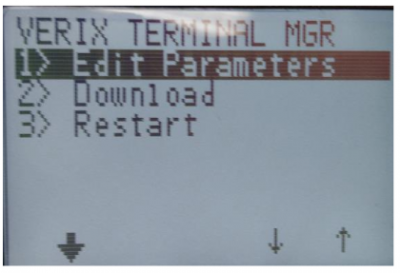 VERIX TERMINAL MGR
1> Edit Parameters
2> Download
3> Restart